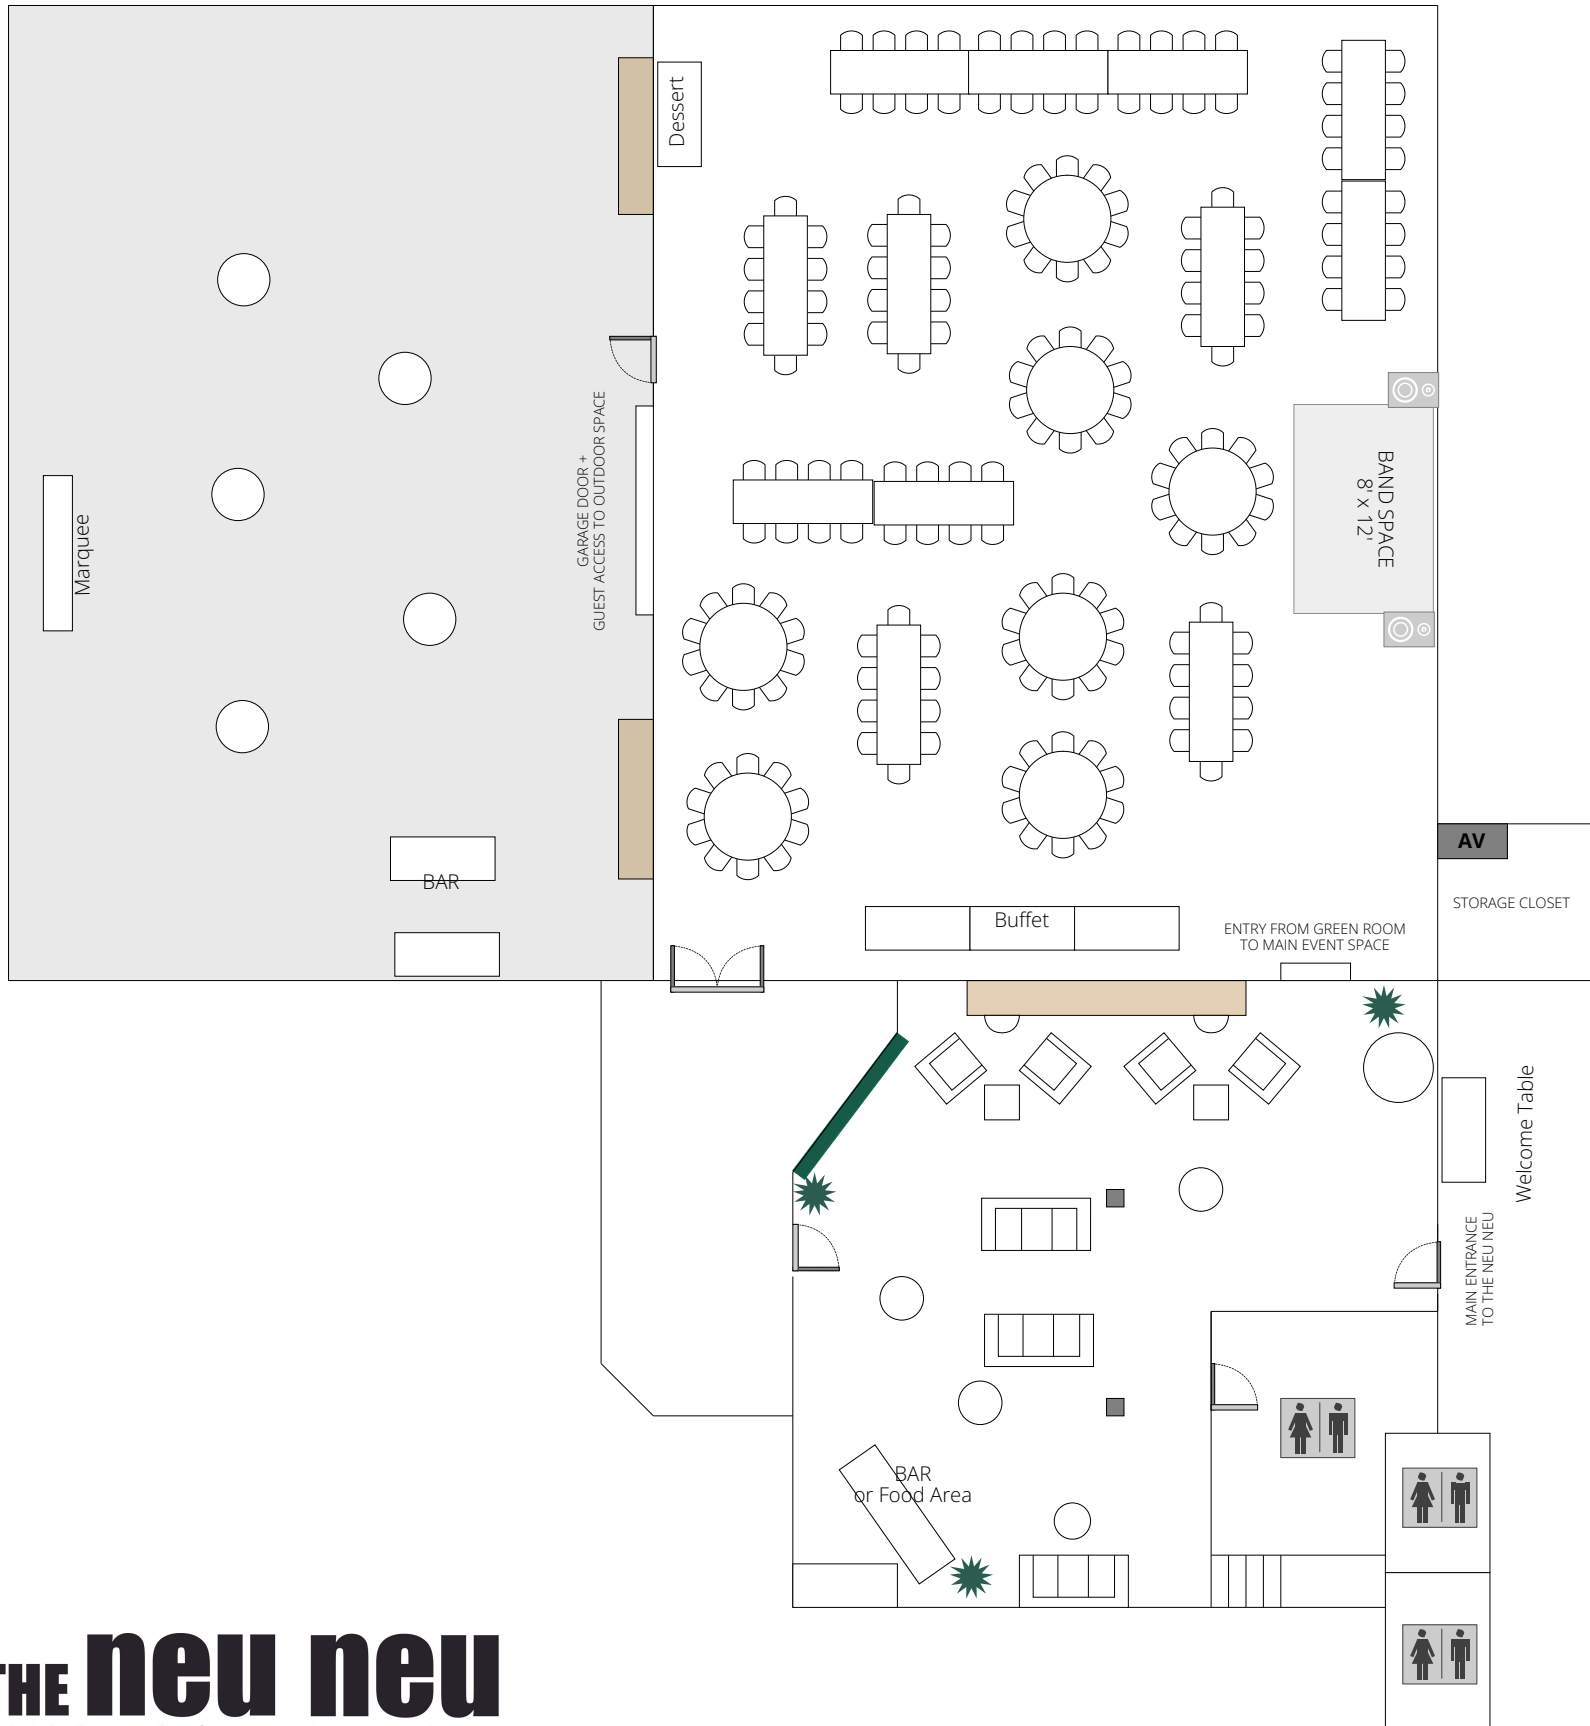 Dessert
GARAGE DOOR +
GUEST ACCESS TO OUTDOOR SPACE
Marquee
BAND SPACE
8' x 12'
BAR
AV
STORAGE CLOSET
Buffet
ENTRY FROM GREEN ROOM
TO MAIN EVENT SPACE
Welcome Table
MAIN ENTRANCE
TO THE NEU NEU
BAR
or Food Area
THE neu neu